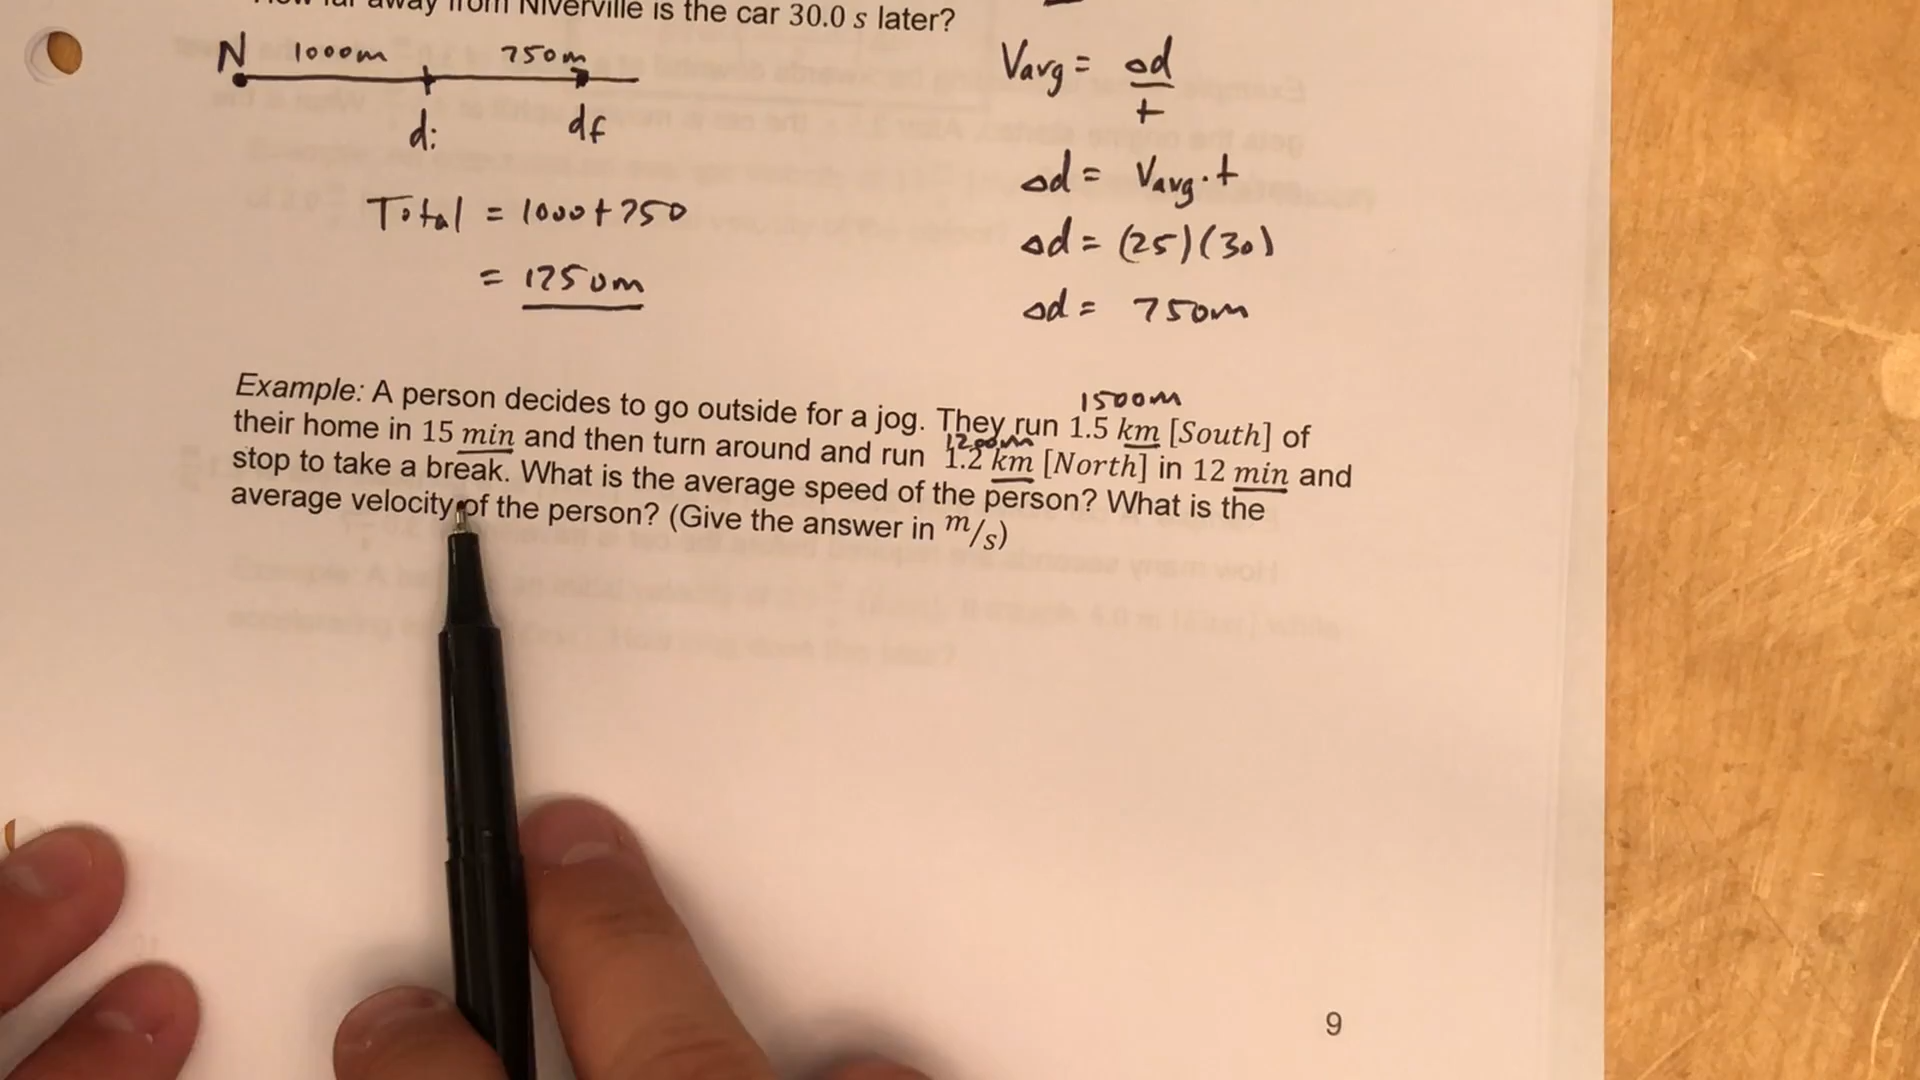 away from Niverville is the car 30.0 s later?
N 1000m 750m
di df
Total = 1000+750
= 1750m
Vavg = Δd/t
Δd = Vavg·t
Δd = (25)(30)
Δd = 750m
1500m
Example: A person decides to go outside for a jog. They run 1.5 km [South] of
1200m
their home in 15 min and then turn around and run 1.2 km [North] in 12 min and
stop to take a break. What is the average speed of the person? What is the
average velocity of the person? (Give the answer in m/s)
9